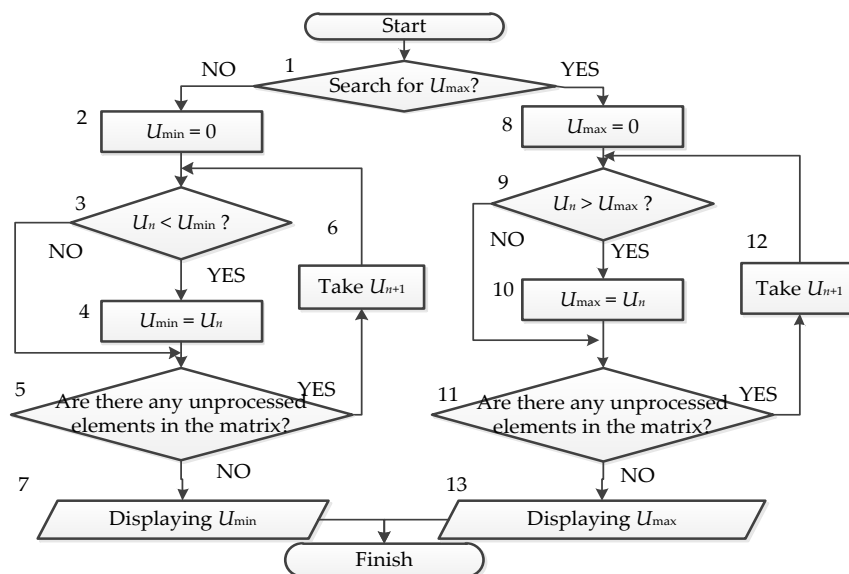 Start
1
NO
Search for Umax?
YES
2
Umin = 0
8
Umax = 0
3
Un < Umin ?
NO
YES
6
Take Un+1
4
Umin = Un
9
Un > Umax ?
NO
YES
12
Take Un+1
10
Umax = Un
5
Are there any unprocessed
elements in the matrix?
YES
NO
11
Are there any unprocessed
elements in the matrix?
YES
NO
7
Displaying Umin
13
Displaying Umax
Finish